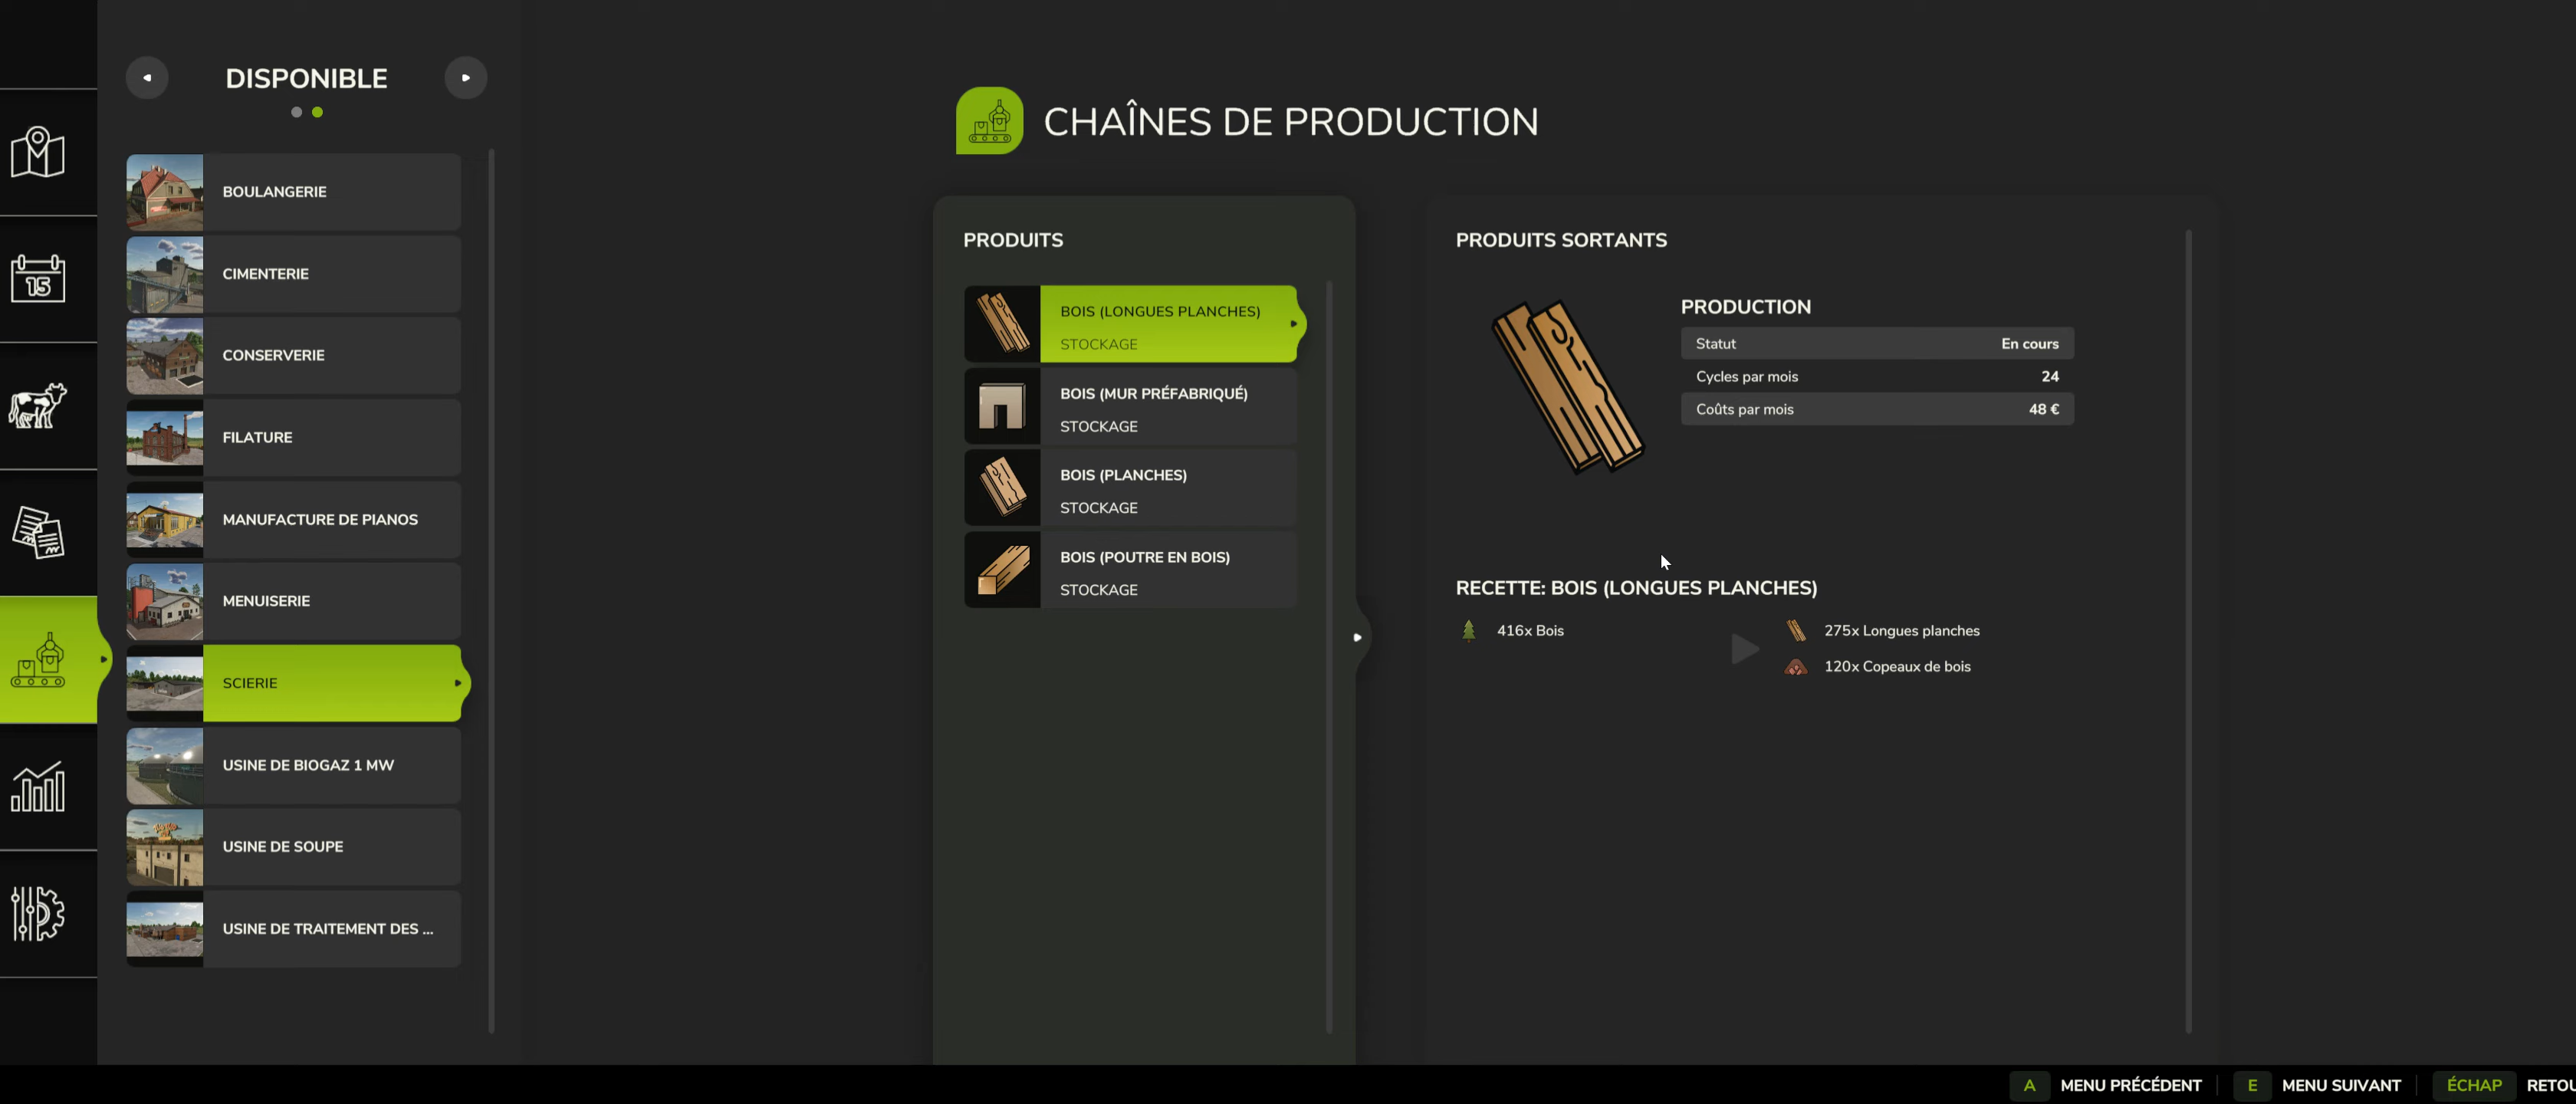 DISPONIBLE
BOULANGERIE
CIMENTERIE
CONSERVERIE
FILATURE
MANUFACTURE DE PIANOS
MENUISERIE
SCIERIE
USINE DE BIOGAZ 1 MW
USINE DE SOUPE
USINE DE TRAITEMENT DES ...
15
CHAÎNES DE PRODUCTION
PRODUITS
BOIS (LONGUES PLANCHES)
STOCKAGE
BOIS (MUR PRÉFABRIQUÉ)
STOCKAGE
BOIS (PLANCHES)
STOCKAGE
BOIS (POUTRE EN BOIS)
STOCKAGE
PRODUITS SORTANTS
PRODUCTION
Statut En cours
Cycles par mois 24
Coûts par mois 48 €
RECETTE: BOIS (LONGUES PLANCHES)
416x Bois
275x Longues planches
120x Copeaux de bois
A MENU PRÉCÉDENT E MENU SUIVANT ÉCHAP RETOU